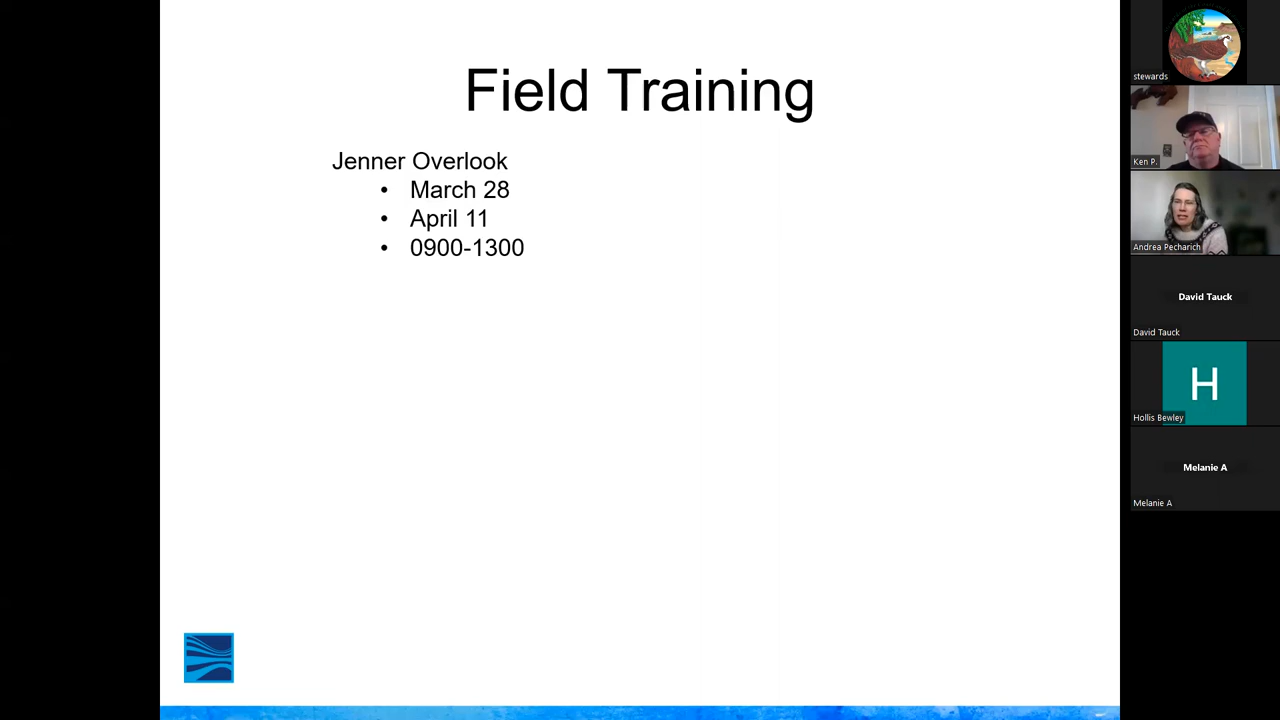 Field Training
Jenner Overlook
• March 28
• April 11
• 0900-1300
stewards
Ken P.
Andrea Pecharich
David Tauck
David Tauck
H
Hollis Bewley
Melanie A
Melanie A